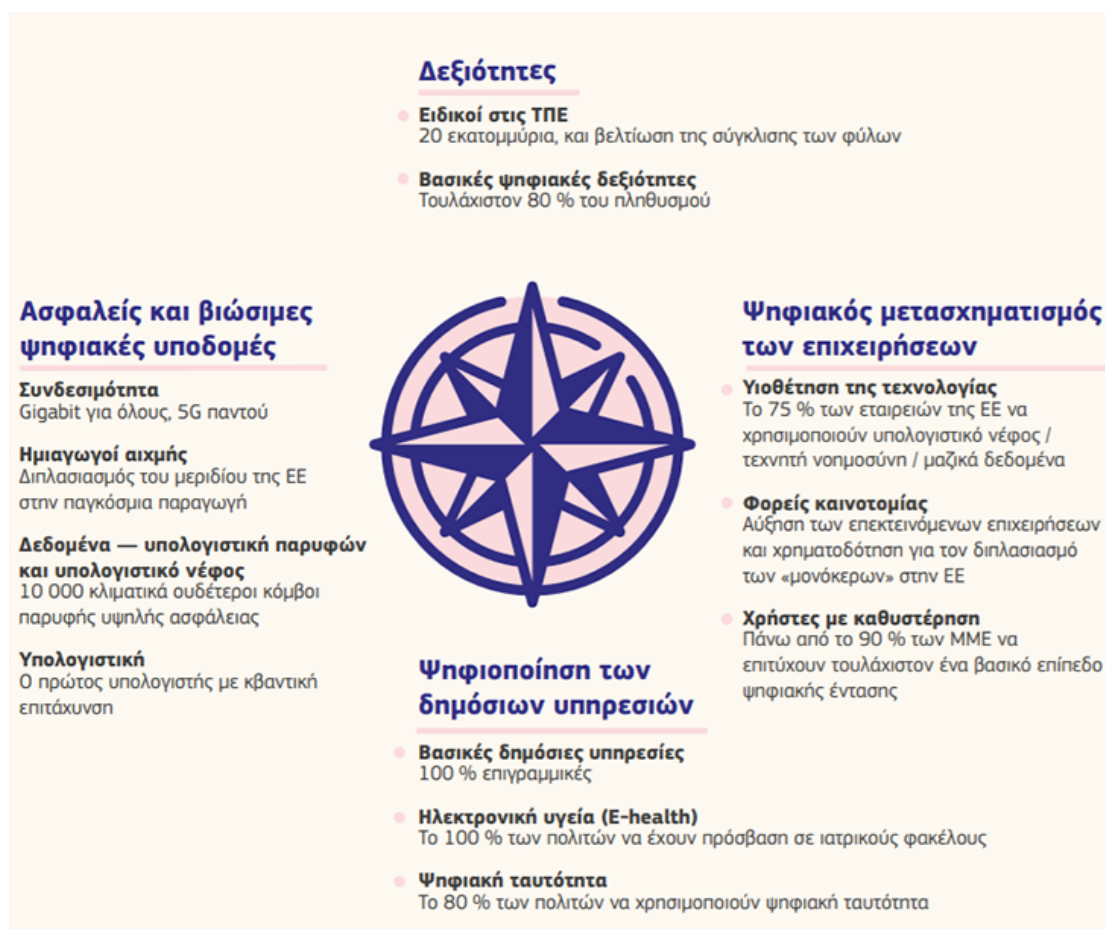 Δεξιότητες
Ειδικοί στις ΤΠΕ
20 εκατομμύρια, και βελτίωση της σύγκλισης των φύλων
Βασικές ψηφιακές δεξιότητες
Τουλάχιστον 80 % του πληθυσμού
Ασφαλείς και βιώσιμες
ψηφιακές υποδομές
Συνδεσιμότητα
Gigabit για όλους, 5G παντού
Ημιαγωγοί αιχμής
Διπλασιασμός του μεριδίου της ΕΕ
στην παγκόσμια παραγωγή
Δεδομένα — υπολογιστική παρυφών
και υπολογιστικό νέφος
10 000 κλιματικά ουδέτεροι κόμβοι
παρυφής υψηλής ασφάλειας
Υπολογιστική
Ο πρώτος υπολογιστής με κβαντική
επιτάχυνση
Ψηφιακός μετασχηματισμός
των επιχειρήσεων
Υιοθέτηση της τεχνολογίας
Το 75 % των εταιρειών της ΕΕ να
χρησιμοποιούν υπολογιστικό νέφος /
τεχνητή νοημοσύνη / μαζικά δεδομένα
Φορείς καινοτομίας
Αύξηση των επεκτεινόμενων επιχειρήσεων
και χρηματοδότηση για τον διπλασιασμό
των «μονόκερων» στην ΕΕ
Χρήστες με καθυστέρηση
Πάνω από το 90 % των ΜΜΕ να
επιτύχουν τουλάχιστον ένα βασικό επίπεδο
ψηφιακής έντασης
Ψηφιοποίηση των
δημόσιων υπηρεσιών
Βασικές δημόσιες υπηρεσίες
100 % επιγραμμικές
Ηλεκτρονική υγεία (E-health)
Το 100 % των πολιτών να έχουν πρόσβαση σε ιατρικούς φακέλους
Ψηφιακή ταυτότητα
Το 80 % των πολιτών να χρησιμοποιούν ψηφιακή ταυτότητα